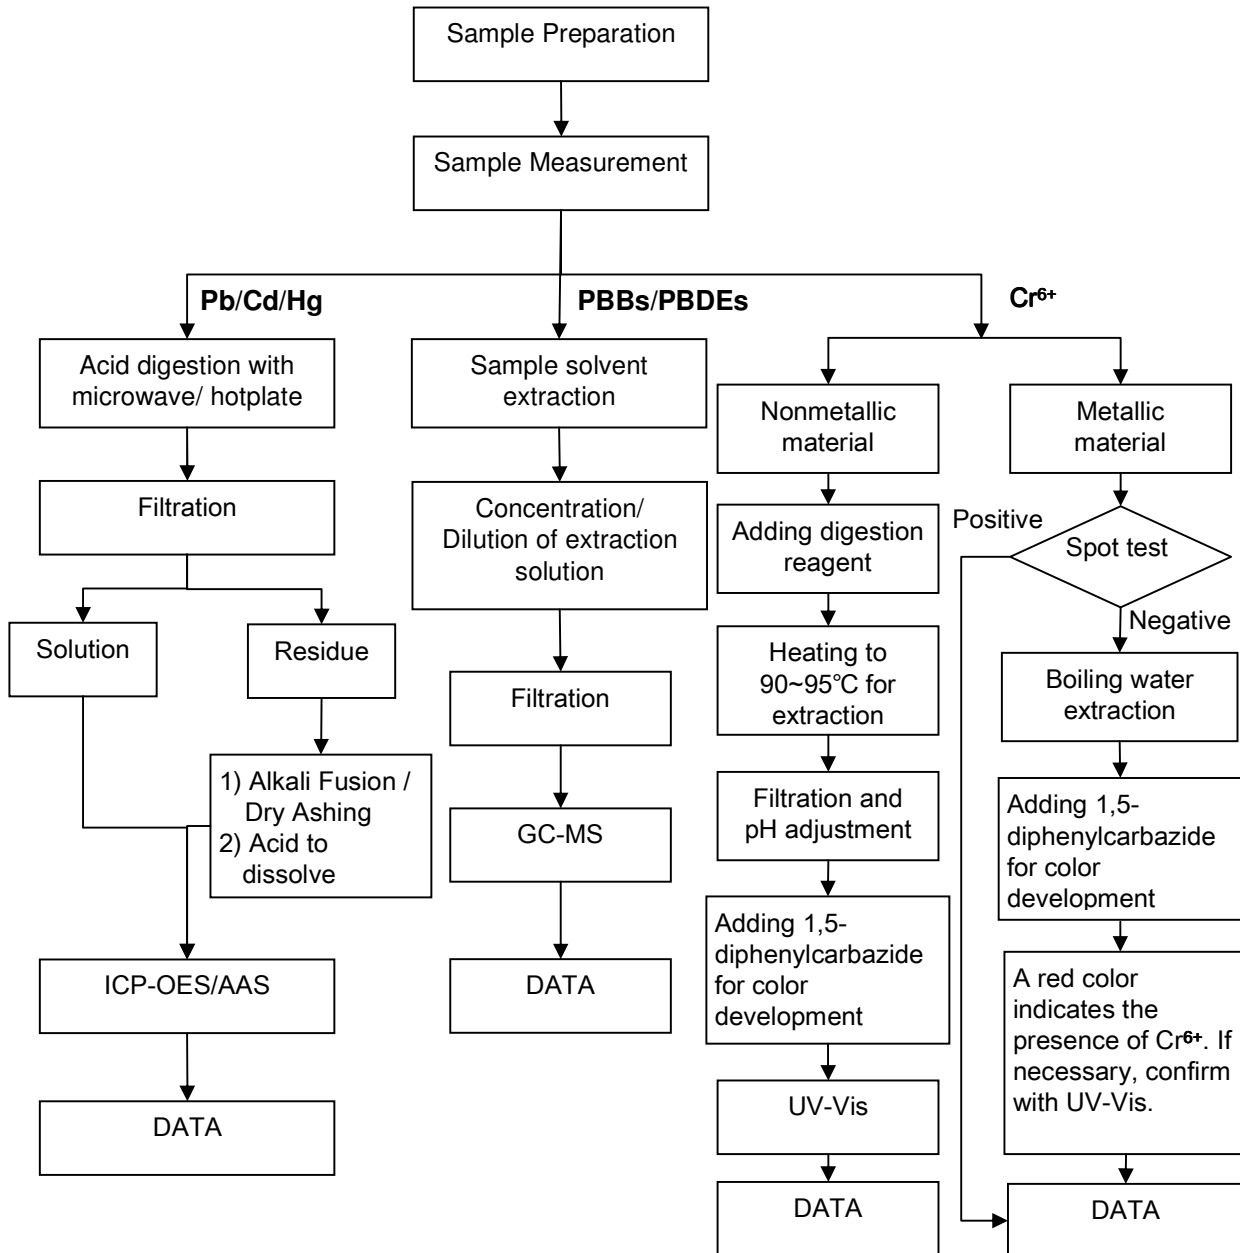 Sample Preparation
Sample Measurement
Pb/Cd/Hg
PBBs/PBDEs
Cr⁶⁺
Acid digestion with
microwave/ hotplate
Filtration
Solution
Residue
1) Alkali Fusion /
Dry Ashing
2) Acid to
dissolve
ICP-OES/AAS
DATA
Sample solvent
extraction
Concentration/
Dilution of extraction
solution
Filtration
GC-MS
DATA
Nonmetallic
material
Adding digestion
reagent
Heating to
90~95℃ for
extraction
Filtration and
pH adjustment
Adding 1,5-
diphenylcarbazide
for color
development
UV-Vis
DATA
Metallic
material
Positive
Spot test
Negative
Boiling water
extraction
Adding 1,5-
diphenylcarbazide
for color
development
A red color
indicates the
presence of Cr⁶⁺. If
necessary, confirm
with UV-Vis.
DATA